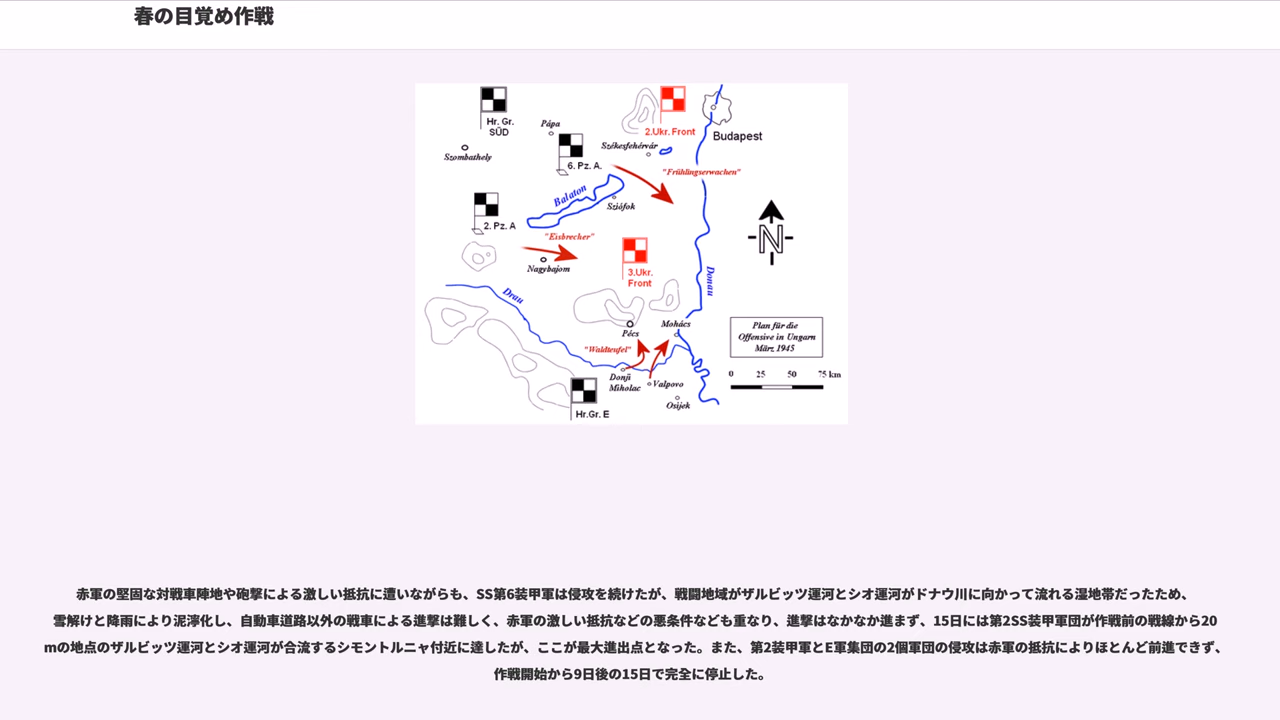 春の目覚め作戦
Hr. Gr.
SÜD
Pápa
2.Ukr. Front
Budapest
Szombathely
6. Pz. A.
Székesfehérvár
"Frühlingserwachen"
Balaton
Sziófok
2. Pz. A
"Eisbrecher"
Nagybajom
3.Ukr.
Front
Donau
N
Drau
Pécs
Mohács
Plan für die
Offensive in Ungarn
März 1945
"Waldteufel"
Donji
Miholac
Valpovo
Osijek
0 25 50 75 km
Hr.Gr. E
赤軍の堅固な対戦車陣地や砲撃による激しい抵抗に遭いながらも、SS第6装甲軍は侵攻を続けたが、戦闘地域がザルビッツ運河とシオ運河がドナウ川に向かって流れる湿地帯だったため、
雪解けと降雨により泥濘化し、自動車道路以外の戦車による進撃は難しく、赤軍の激しい抵抗などの悪条件なども重なり、進撃はなかなか進まず、15日には第2SS装甲軍団が作戦前の戦線から20
mの地点のザルビッツ運河とシオ運河が合流するシモントルニャ付近に達したが、ここが最大進出点となった。また、第2装甲軍とE軍集団の2個軍団の侵攻は赤軍の抵抗によりほとんど前進できず、
作戦開始から9日後の15日で完全に停止した。